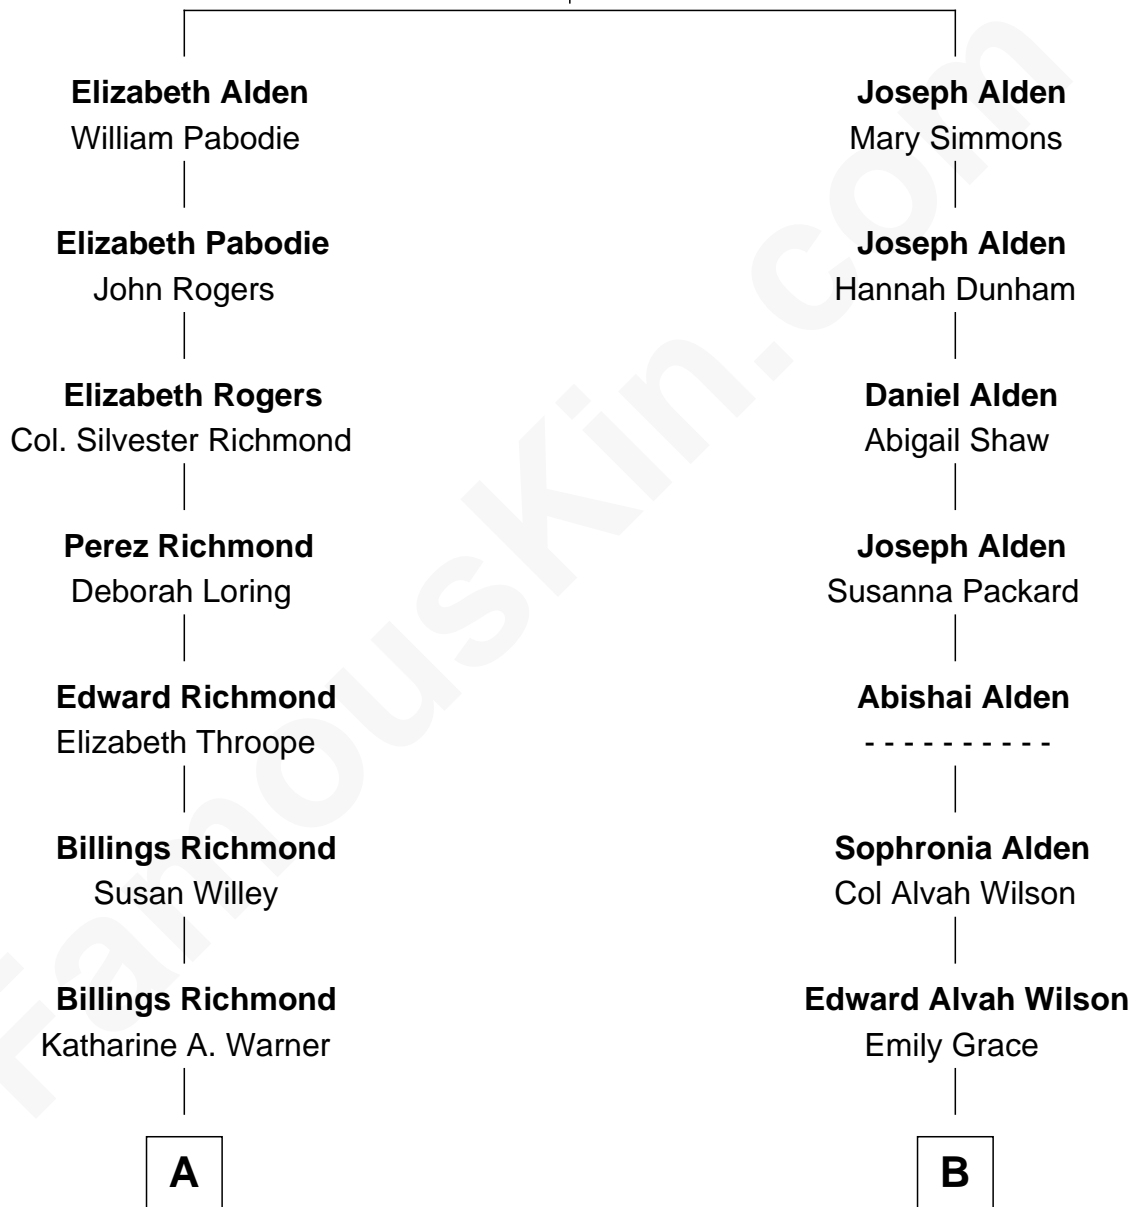 Elizabeth Alden
William Pabodie
Joseph Alden
Mary Simmons
Elizabeth Pabodie
John Rogers
Joseph Alden
Hannah Dunham
Elizabeth Rogers
Col. Silvester Richmond
Daniel Alden
Abigail Shaw
Perez Richmond
Deborah Loring
Joseph Alden
Susanna Packard
Edward Richmond
Elizabeth Throope
Abishai Alden
- - - - - - - - - -
Billings Richmond
Susan Willey
Sophronia Alden
Col Alvah Wilson
Billings Richmond
Katharine A. Warner
Edward Alvah Wilson
Emily Grace
A
B
FamousKin.com